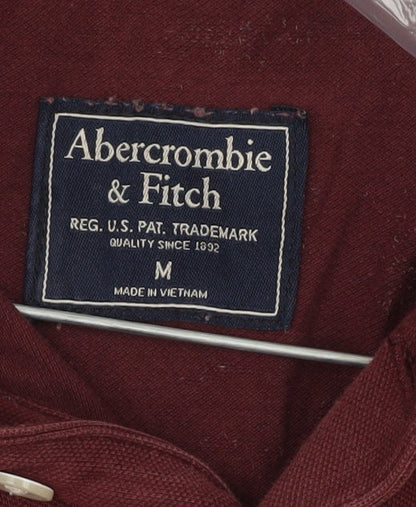 Abercrombie
& Fitch
REG. U.S. PAT. TRADEMARK
QUALITY SINCE 1892
M
MADE IN VIETNAM